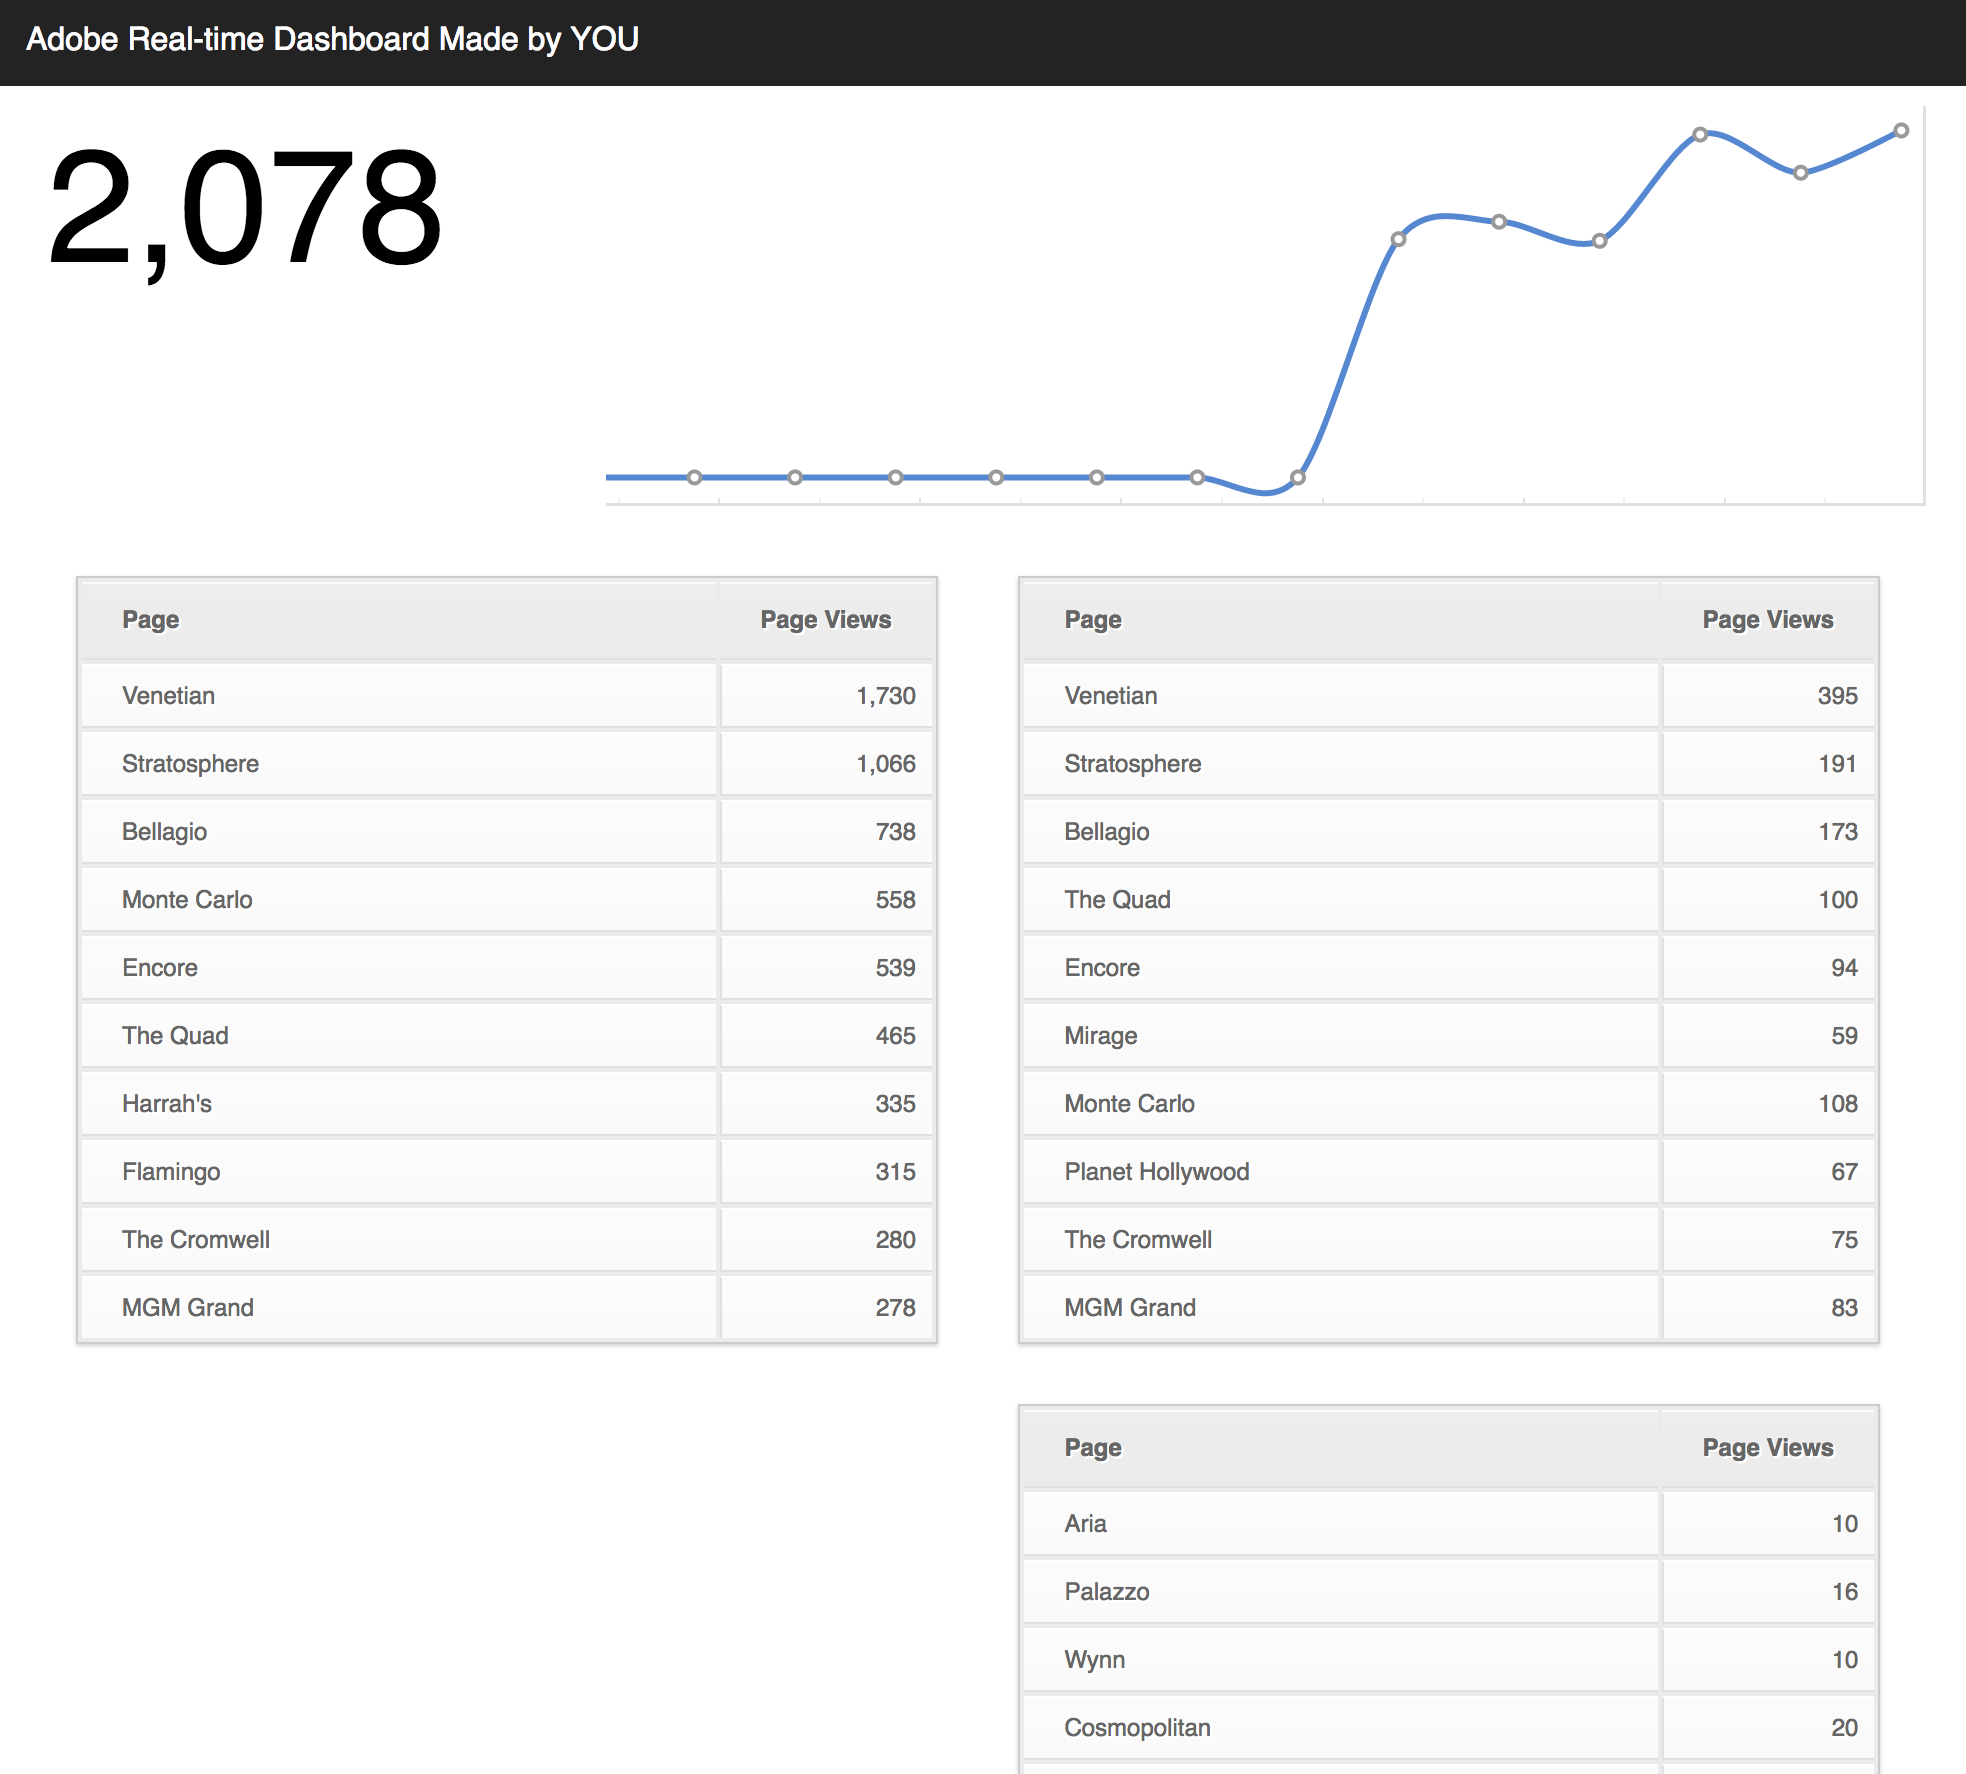 Adobe Real-time Dashboard Made by YOU
2,078
Page Page Views
Venetian 1,730
Stratosphere 1,066
Bellagio 738
Monte Carlo 558
Encore 539
The Quad 465
Harrah's 335
Flamingo 315
The Cromwell 280
MGM Grand 278
Page Page Views
Venetian 395
Stratosphere 191
Bellagio 173
The Quad 100
Encore 94
Mirage 59
Monte Carlo 108
Planet Hollywood 67
The Cromwell 75
MGM Grand 83
Page Page Views
Aria 10
Palazzo 16
Wynn 10
Cosmopolitan 20